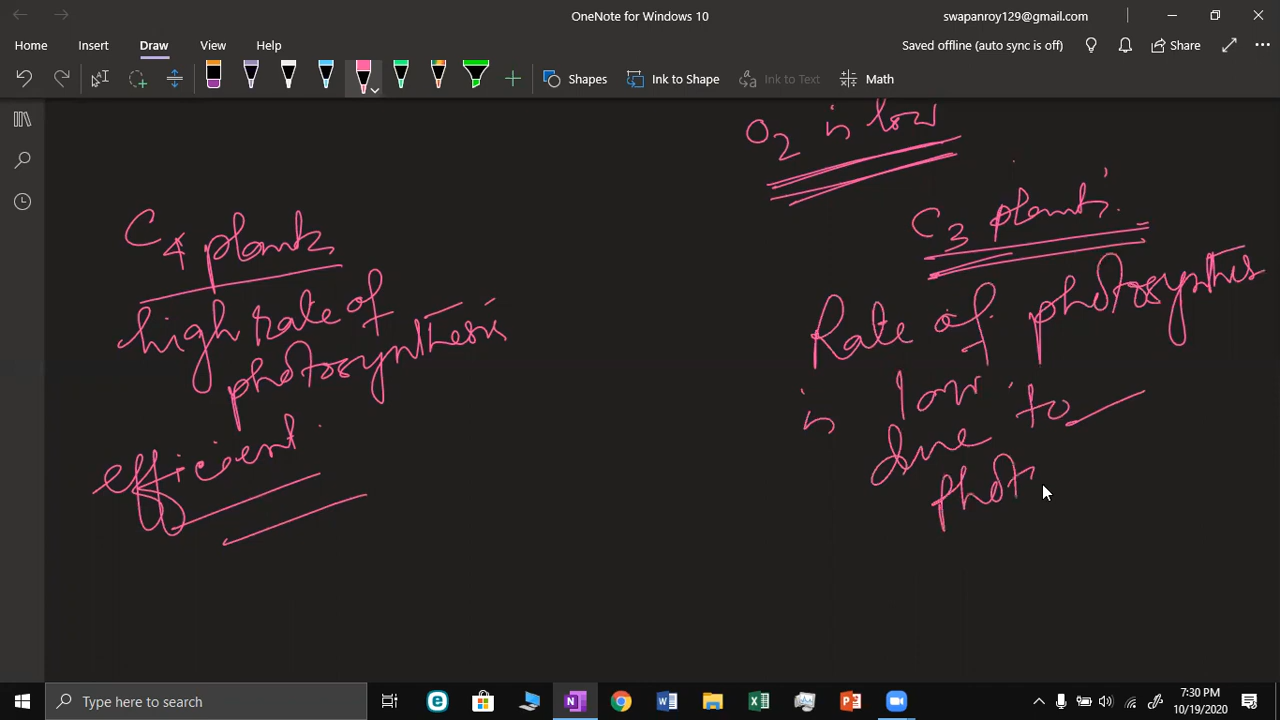 OneNote for Windows 10
swapanroy129@gmail.com
Home Insert Draw View Help
Saved offline (auto sync is off)
Share
Shapes
Ink to Shape
Ink to Text
Math
O2 is low
C4 plants
high rate of
photosynthesis
efficient
C3 plants
Rate of photosynthis
is low
due to
phot
Type here to search
7:30 PM
10/19/2020